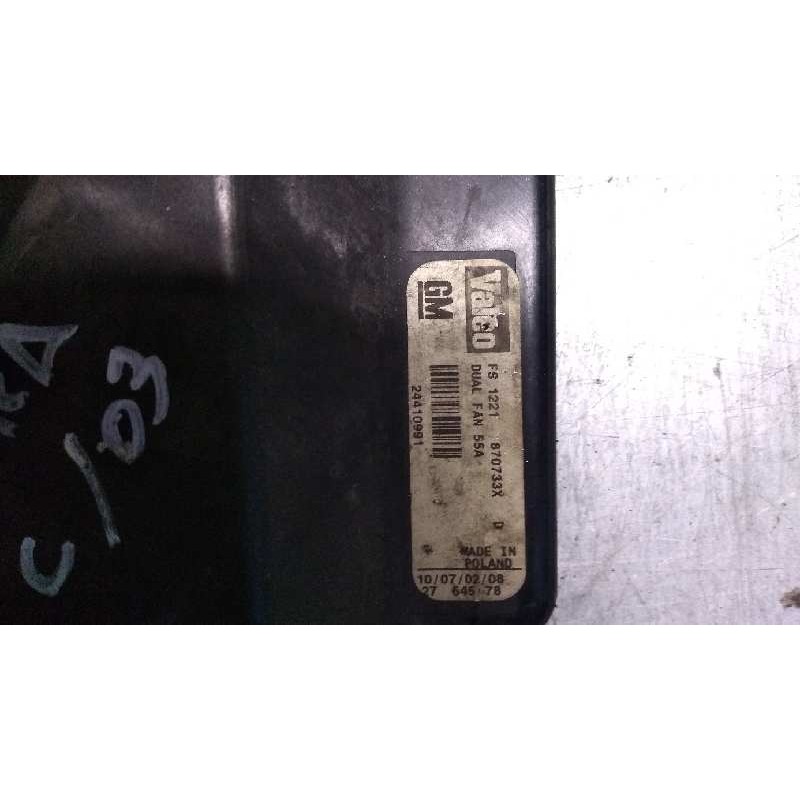 Valeo
GM
FS 1221 870733X D
DUAL FAN 55A
24410991
MADE IN
POLAND
10/07/02/08
27 645 78
C/03